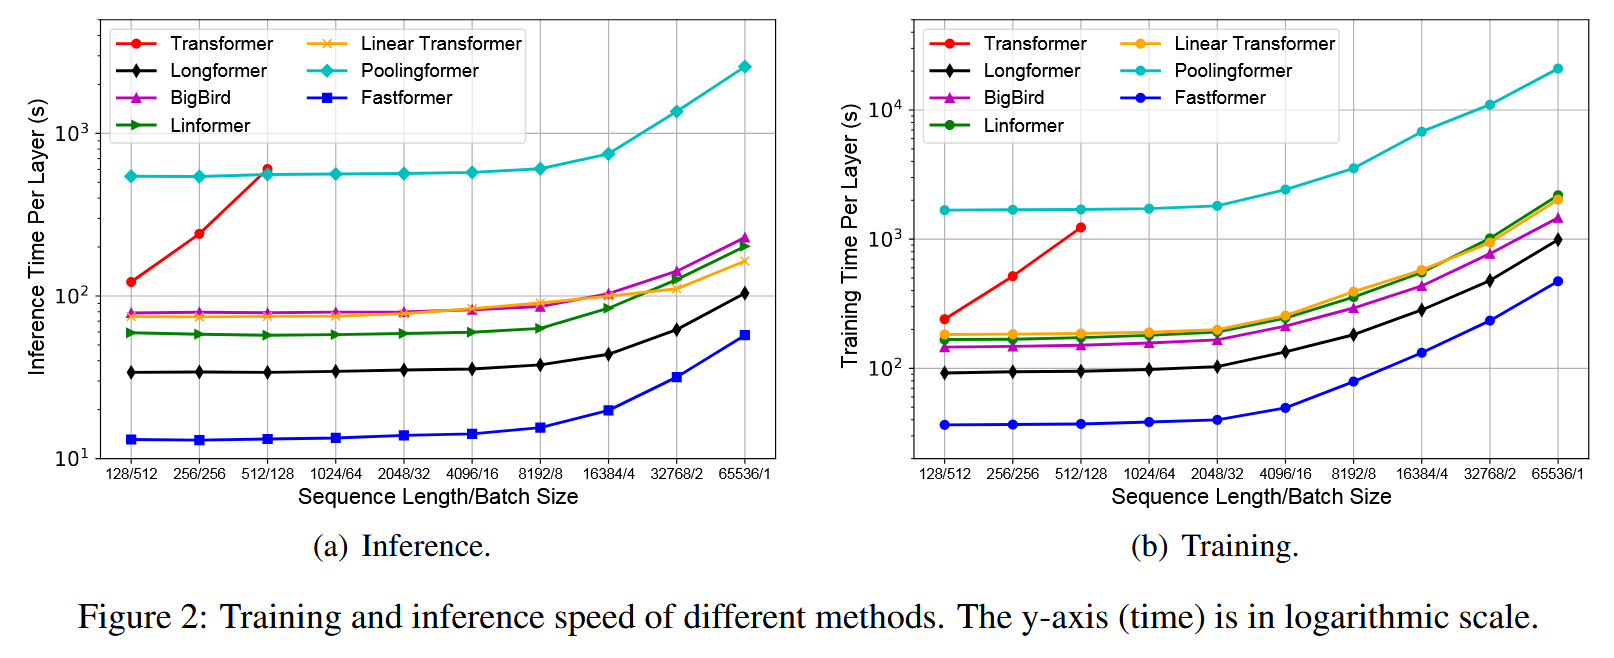 Transformer
Longformer
BigBird
Linformer
Linear Transformer
Poolingformer
Fastformer
Inference Time Per Layer (s)
10³
10²
10¹
128/512 256/256 512/128 1024/64 2048/32 4096/16 8192/8 16384/4 32768/2 65536/1
Sequence Length/Batch Size
(a) Inference.
Transformer
Longformer
BigBird
Linformer
Linear Transformer
Poolingformer
Fastformer
Training Time Per Layer (s)
10⁴
10³
10²
128/512 256/256 512/128 1024/64 2048/32 4096/16 8192/8 16384/4 32768/2 65536/1
Sequence Length/Batch Size
(b) Training.
Figure 2: Training and inference speed of different methods. The y-axis (time) is in logarithmic scale.